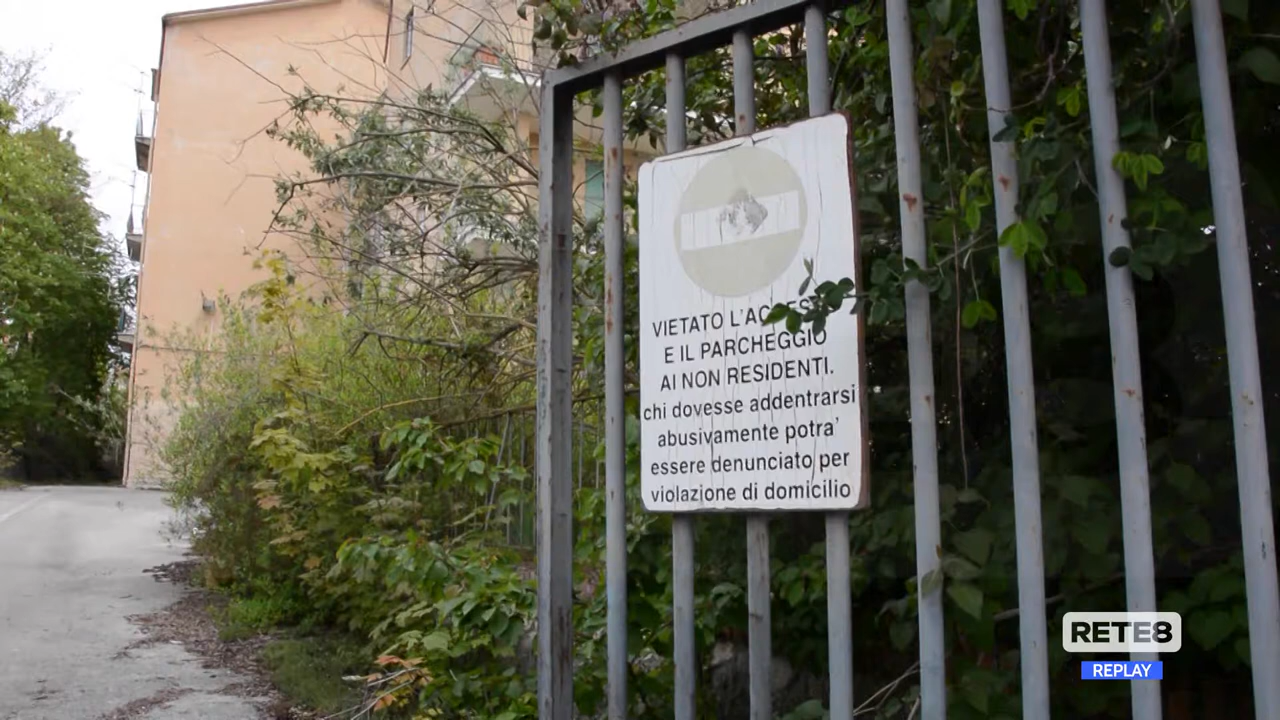 VIETATO L'ACCESSO
E IL PARCHEGGIO
AI NON RESIDENTI.
chi dovesse addentrarsi
abusivamente potra'
essere denunciato per
violazione di domicilio
RETE8
REPLAY